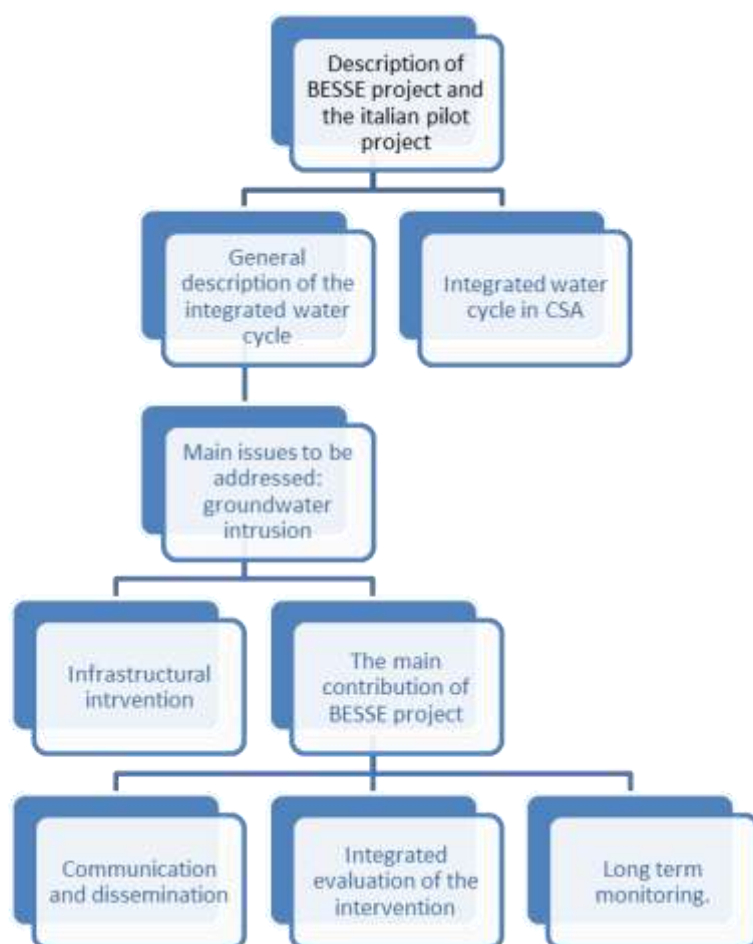 Description of
BESSE project and
the italian pilot
project
General
description of the
integrated water
cycle
Integrated water
cycle in CSA
Main issues to be
addressed:
groundwater
intrusion
Infrastructural
intrvention
The main
contribution of
BESSE project
Communication
and dissemination
Integrated
evaluation of the
intervention
Long term
monitoring.